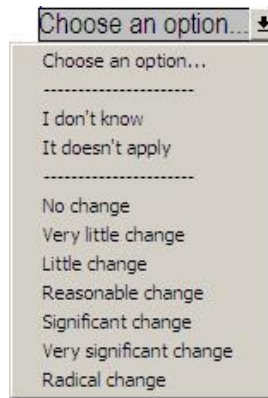 Choose an option...
Choose an option...
----------------------
I don't know
It doesn't apply
----------------------
No change
Very little change
Little change
Reasonable change
Significant change
Very significant change
Radical change